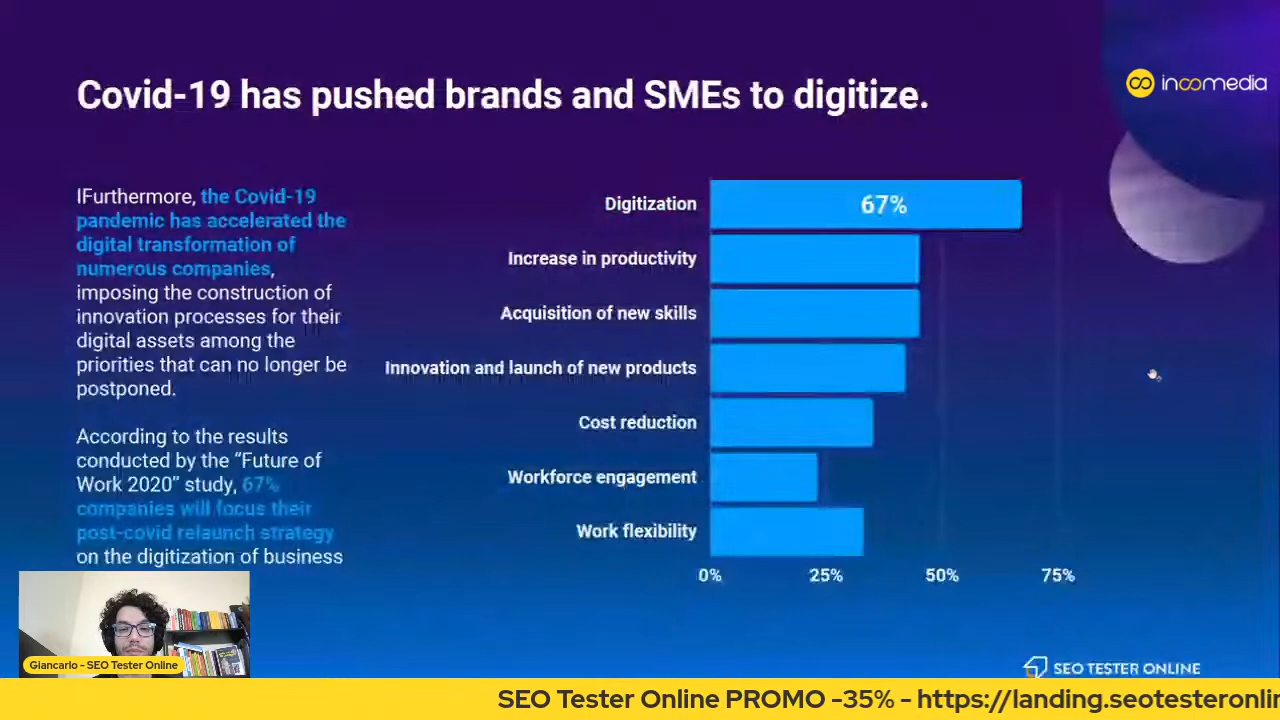 Covid-19 has pushed brands and SMEs to digitize.
incomedia
lFurthermore, the Covid-19
pandemic has accelerated the
digital transformation of
numerous companies,
imposing the construction of
innovation processes for their
digital assets among the
priorities that can no longer be
postponed.
According to the results
conducted by the “Future of
Work 2020” study, 67%
companies will focus their
post-covid relaunch strategy
on the digitization of business
Digitization
67%
Increase in productivity
Acquisition of new skills
Innovation and launch of new products
Cost reduction
Workforce engagement
Work flexibility
0% 25% 50% 75%
Giancarlo - SEO Tester Online
SEO TESTER ONLINE
SEO Tester Online PROMO -35% - https://landing.seotesteronli